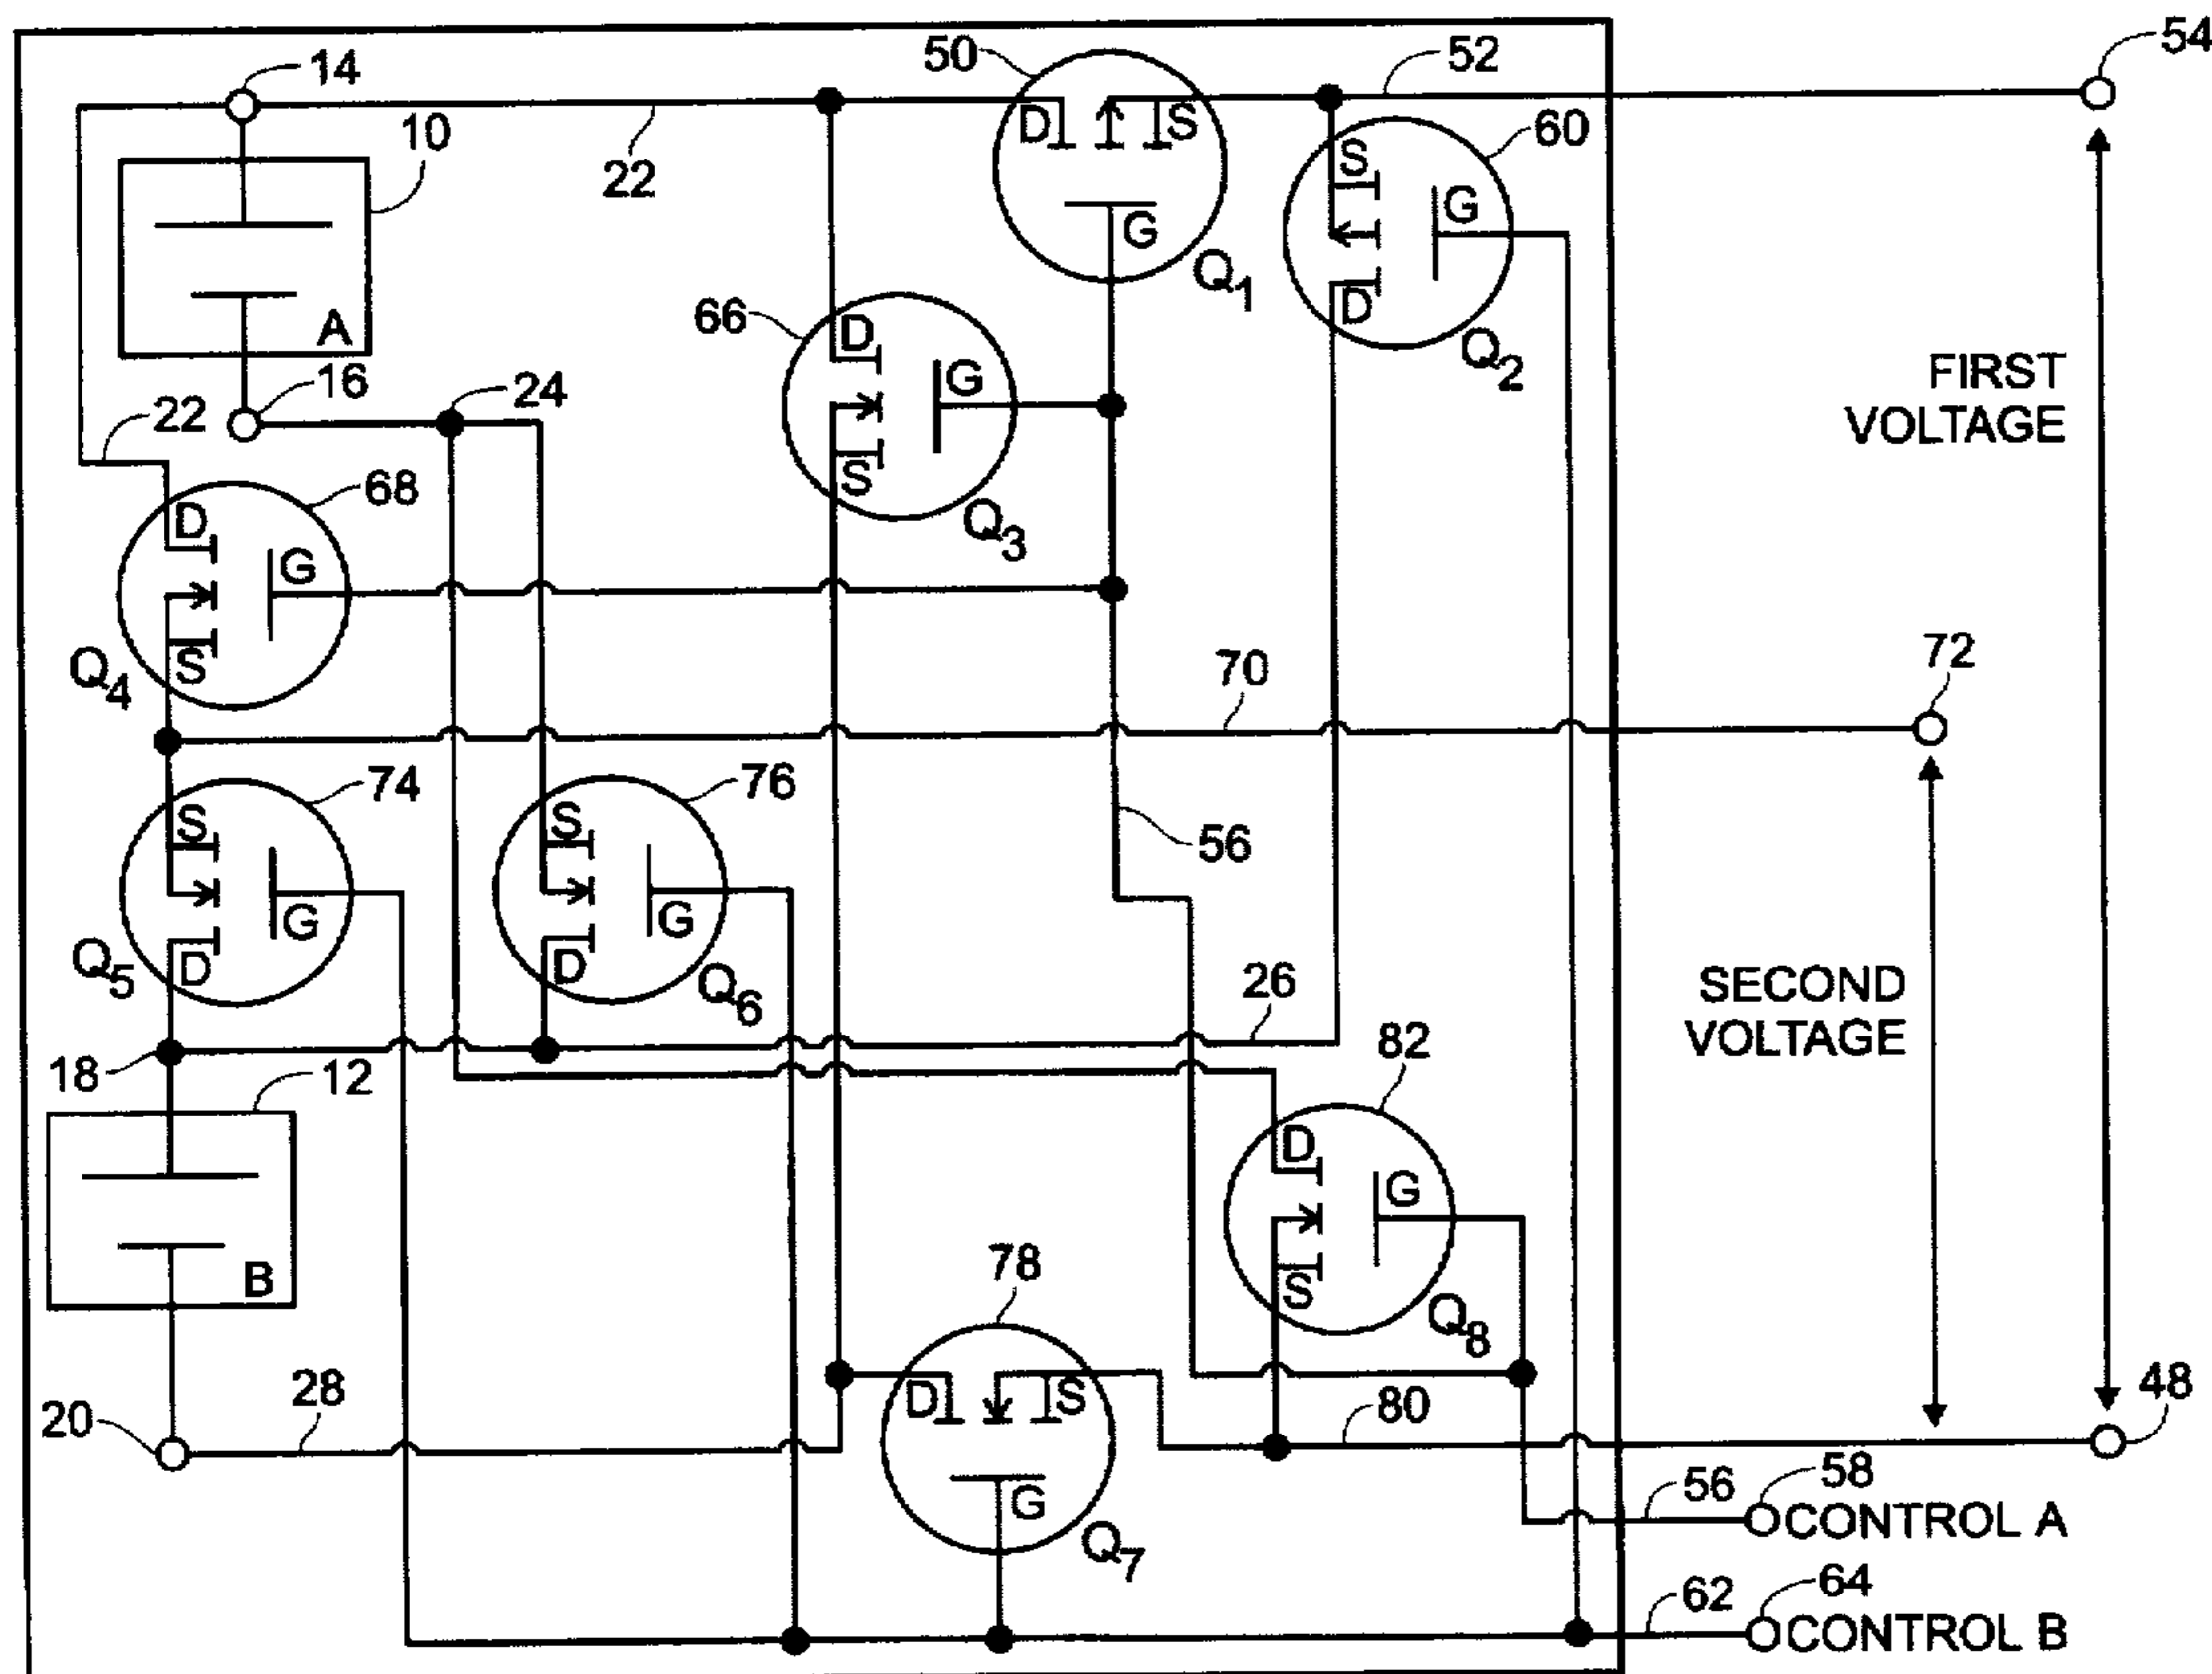 14
50
52
54
10
D
S
60
22
S
G
G
Q1
A
D
66
D
Q2
FIRST
VOLTAGE
16
24
G
22
S
68
Q3
D
G
S
Q4
70
72
74
76
S
S
56
G
G
D
D
Q5
Q6
26
SECOND
VOLTAGE
18
12
82
D
G
B
S
78
Q8
D
S
20
28
80
48
G
58
56
CONTROL A
Q7
64
62
CONTROL B